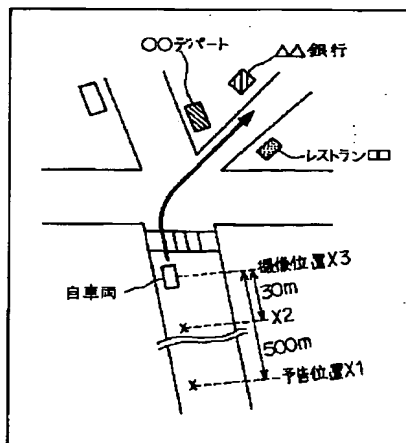 ○○デパート
△△銀行
レストラン□□
撮像位置X3
自車両
30m
X2
500m
予告位置X1